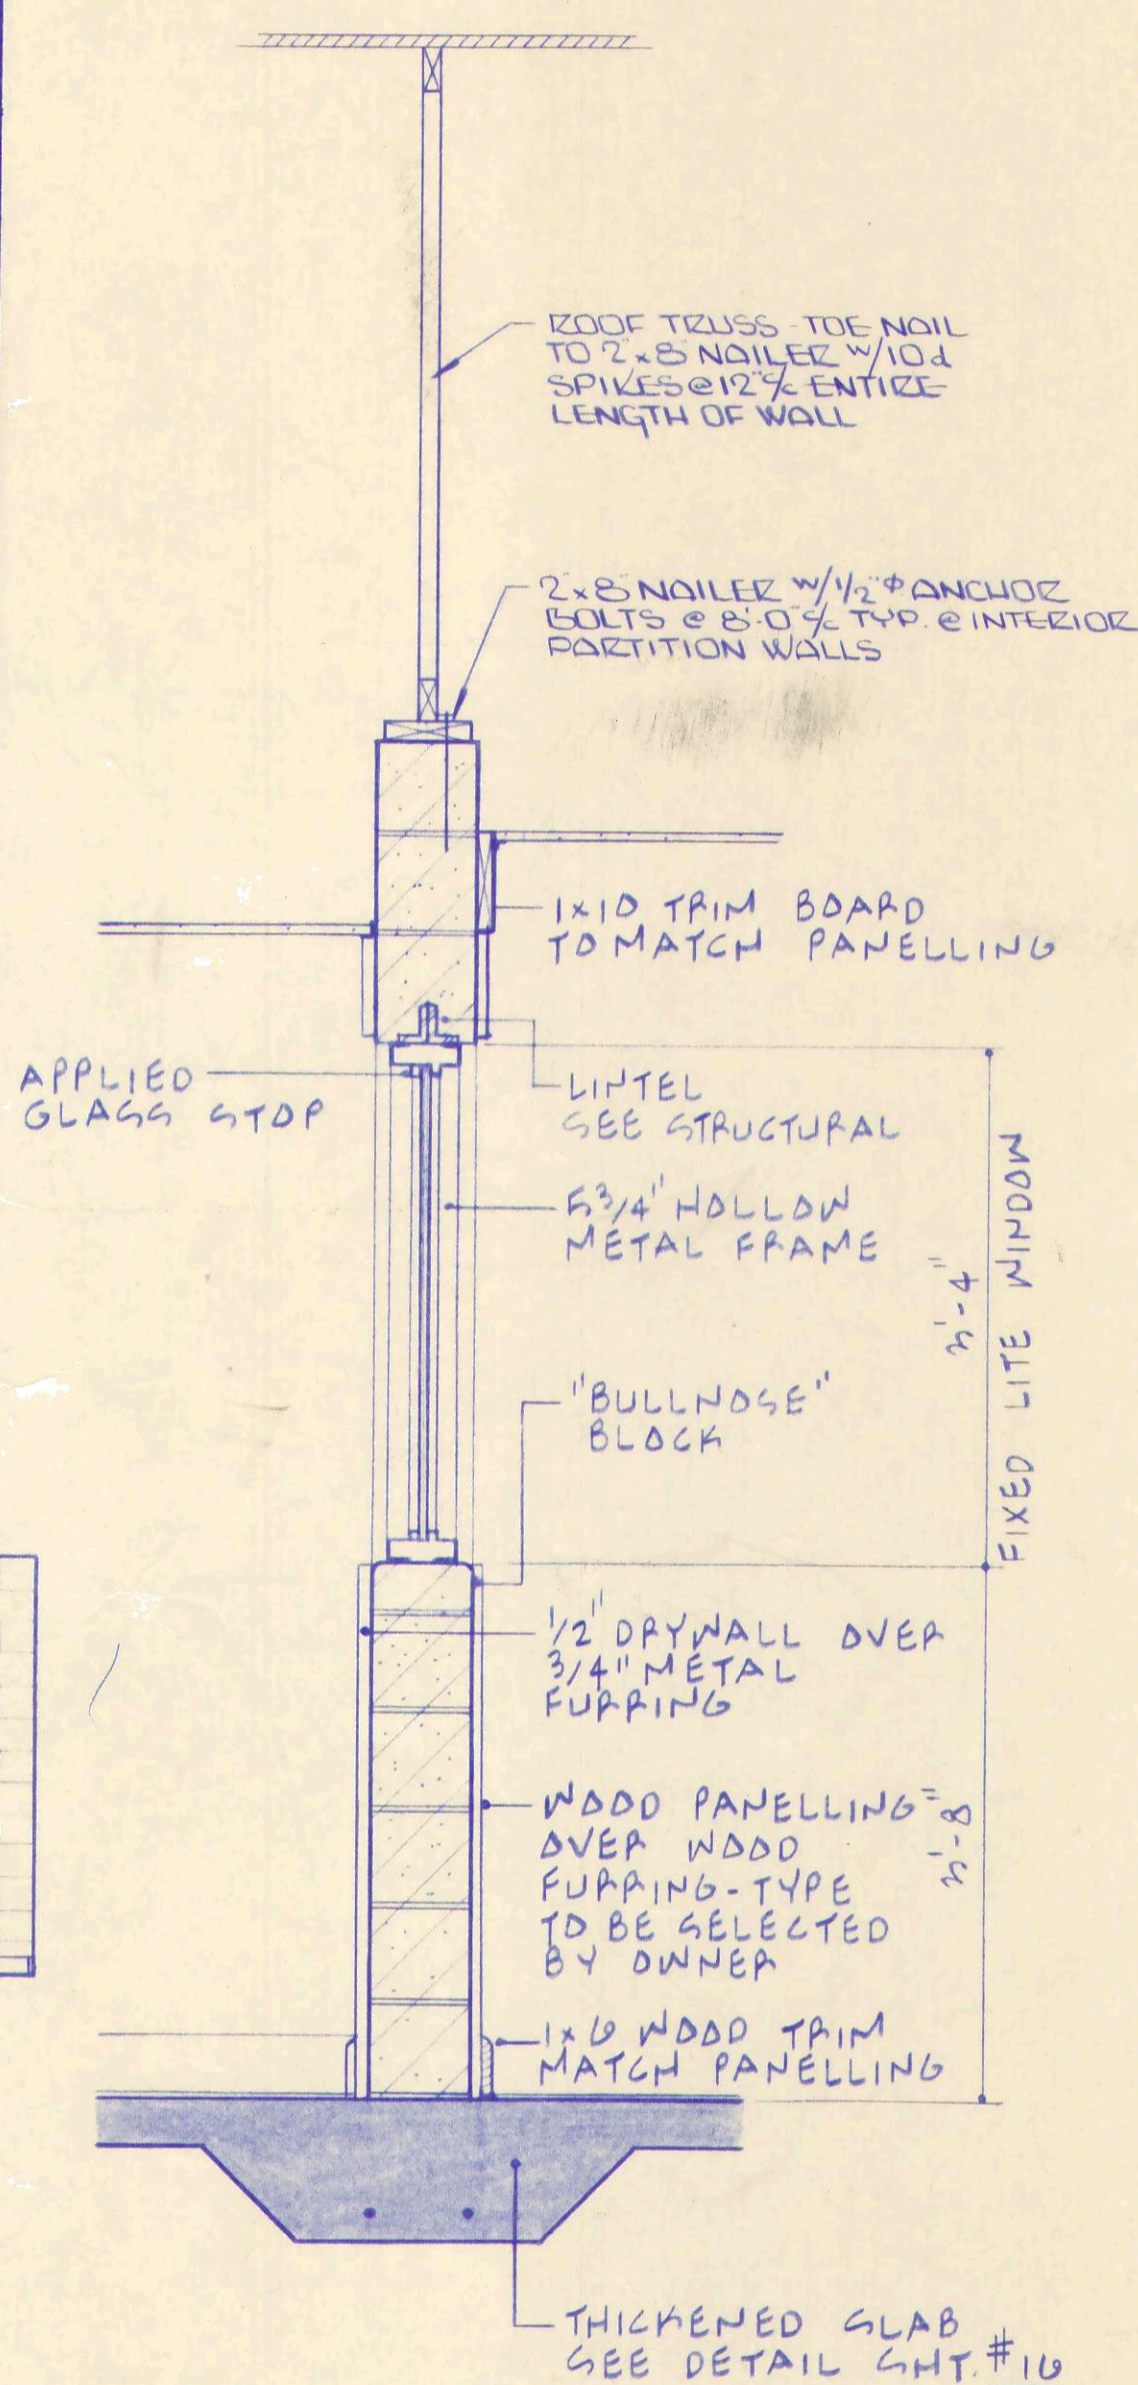 ROOF TRUSS - TOE NAIL
TO 2"x8" NAILER W/10d
SPIKES @ 12" o/c ENTIRE
LENGTH OF WALL
2"x8" NAILER W/1/2"Φ ANCHOR
BOLTS @ 8'-0" o/c TYP. @ INTERIOR
PARTITION WALLS
1x10 TRIM BOARD
TO MATCH PANELLING
APPLIED
GLASS STOP
LINTEL
SEE STRUCTURAL
5 3/4" HOLLOW
METAL FRAME
3'-4"
FIXED LITE WINDOW
"BULLNOSE"
BLOCK
1/2" DRYWALL OVER
3/4" METAL
FURRING
WOOD PANELLING
OVER WOOD
FURRING-TYPE
TO BE SELECTED
BY OWNER
3'-8"
1x6 WOOD TRIM
MATCH PANELLING
THICKENED SLAB
SEE DETAIL SHT. #16